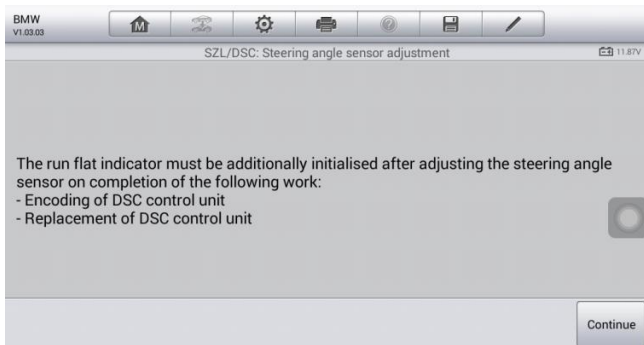 BMW
V1.03.03
M
SZL/DSC: Steering angle sensor adjustment
11.87V
The run flat indicator must be additionally initialised after adjusting the steering angle
sensor on completion of the following work:
- Encoding of DSC control unit
- Replacement of DSC control unit
Continue